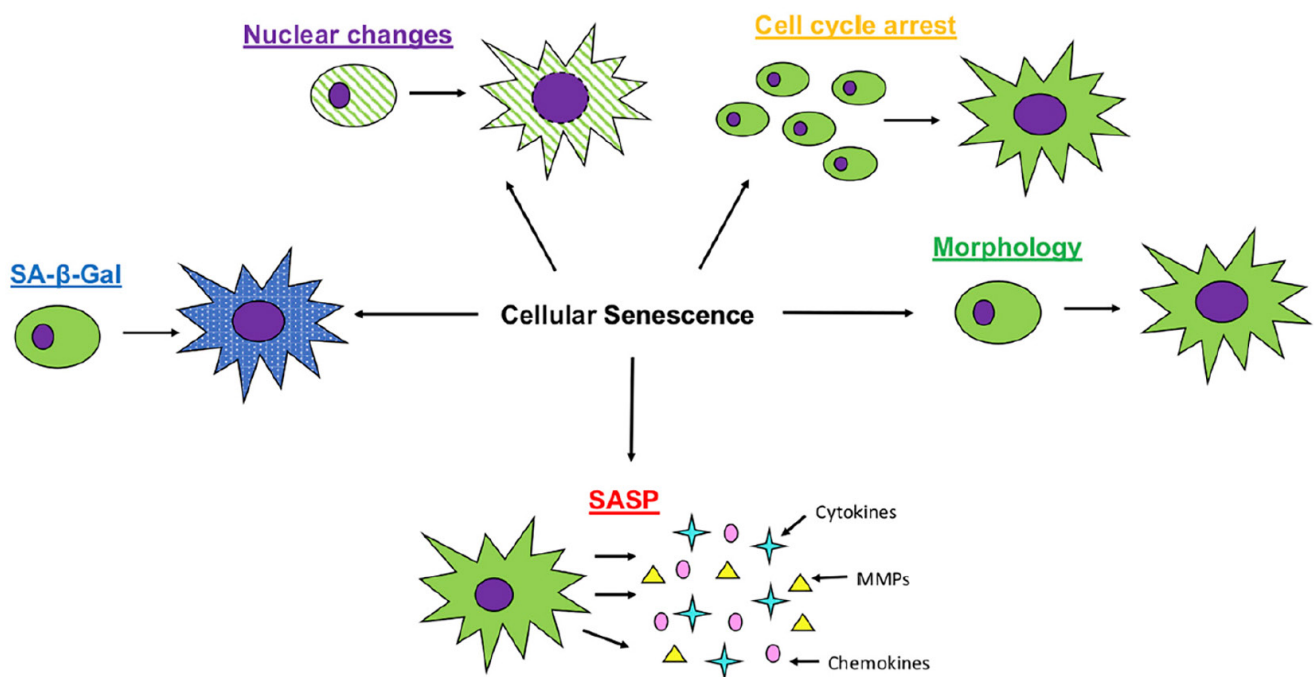 Nuclear changes
Cell cycle arrest
SA-β-Gal
Morphology
Cellular Senescence
SASP
Cytokines
MMPs
Chemokines